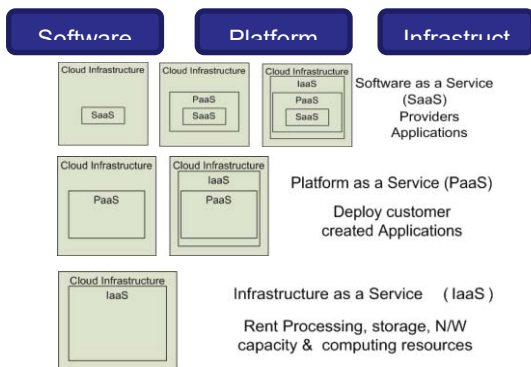 Software
Platform
Infrastruct
Cloud Infrastructure
SaaS
Cloud Infrastructure
PaaS
SaaS
Cloud Infrastructure
IaaS
PaaS
SaaS
Software as a Service
(SaaS)
Providers
Applications
Cloud Infrastructure
PaaS
Cloud Infrastructure
IaaS
PaaS
Platform as a Service (PaaS)
Deploy customer
created Applications
Cloud Infrastructure
IaaS
Infrastructure as a Service ( IaaS )
Rent Processing, storage, N/W
capacity & computing resources